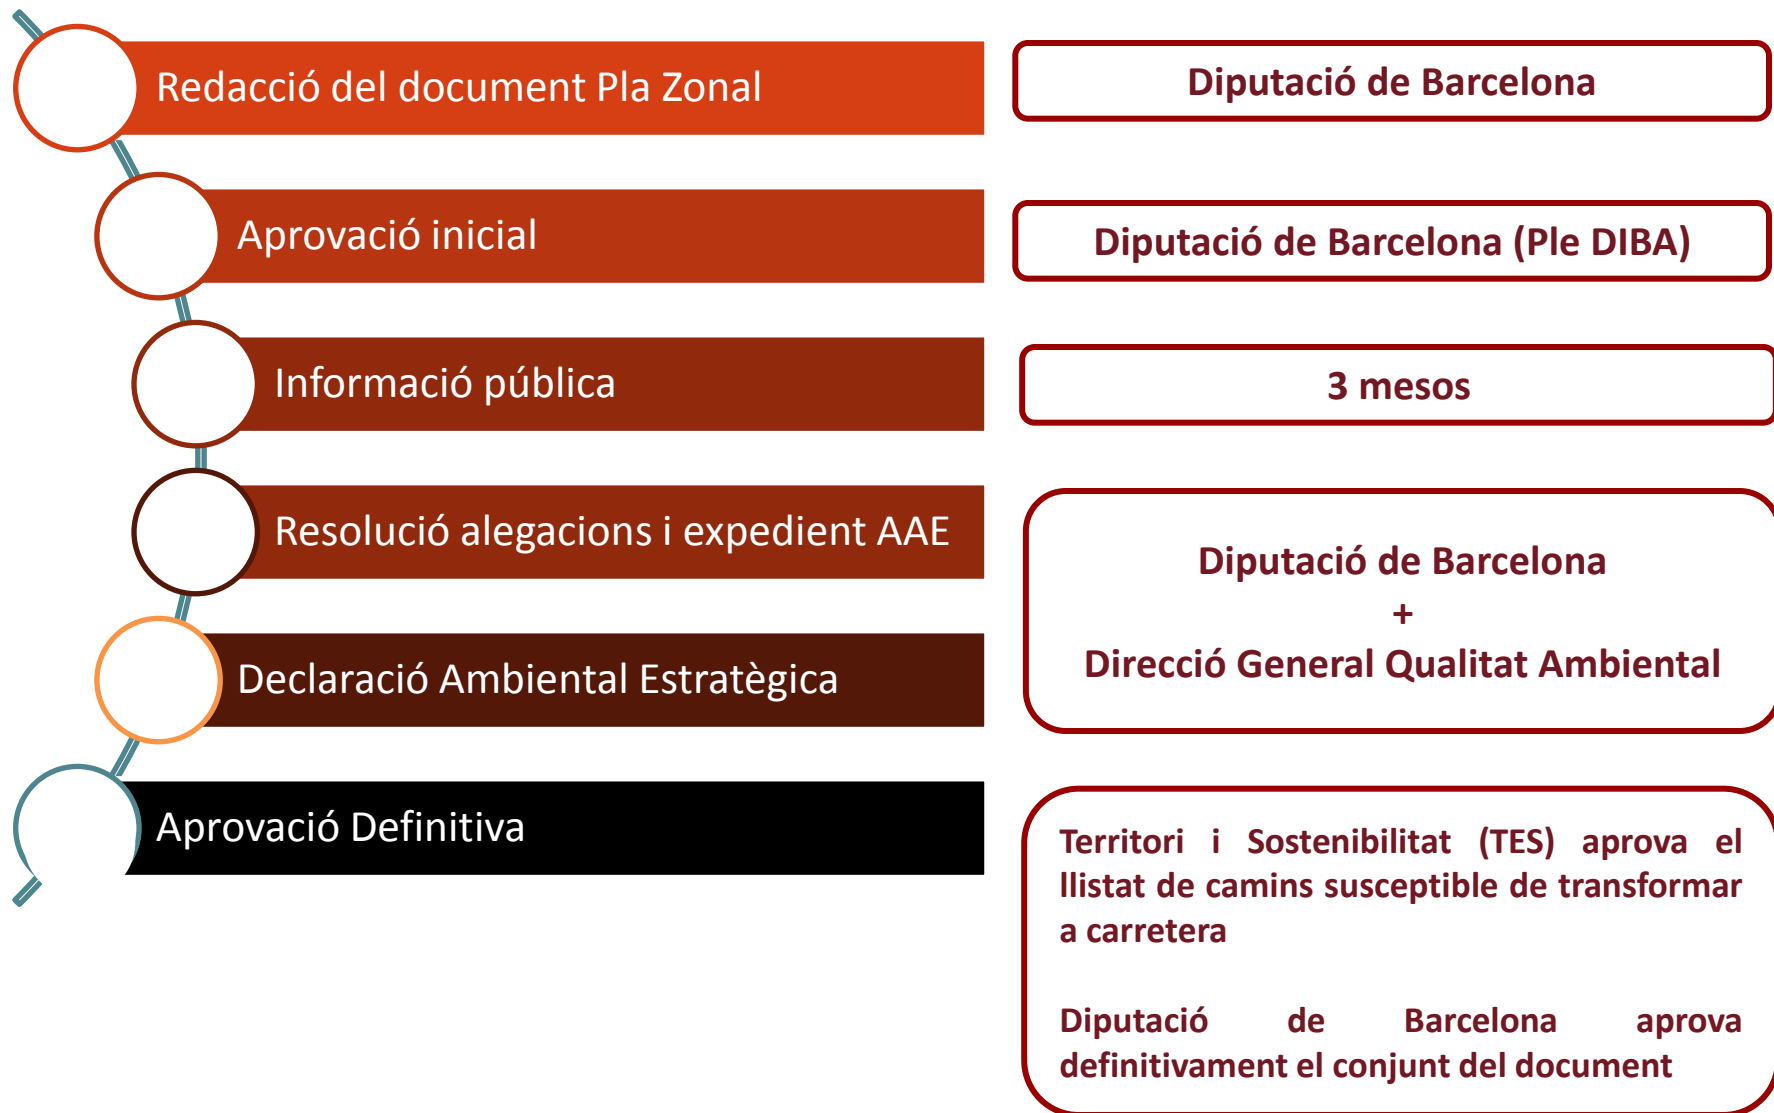 Redacció del document Pla Zonal
Diputació de Barcelona
Aprovació inicial
Diputació de Barcelona (Ple DIBA)
Informació pública
3 mesos
Resolució alegacions i expedient AAE
Diputació de Barcelona
+
Direcció General Qualitat Ambiental
Declaració Ambiental Estratègica
Aprovació Definitiva
Territori i Sostenibilitat (TES) aprova el
llistat de camins susceptible de transformar
a carretera
Diputació de Barcelona aprova
definitivament el conjunt del document